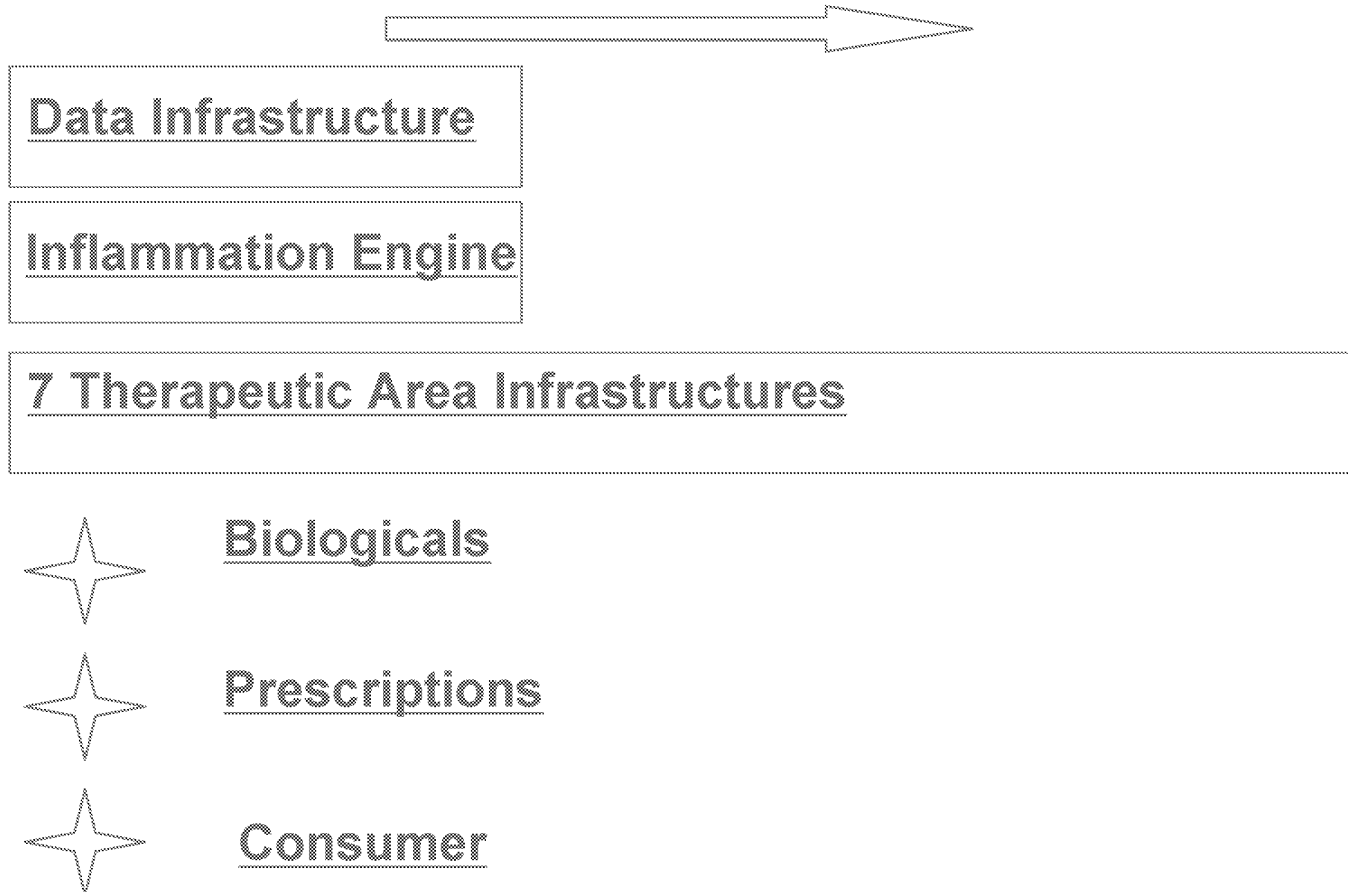 Data Infrastructure
Inflammation Engine
7 Therapeutic Area Infrastructures
Biologicals
Prescriptions
Consumer